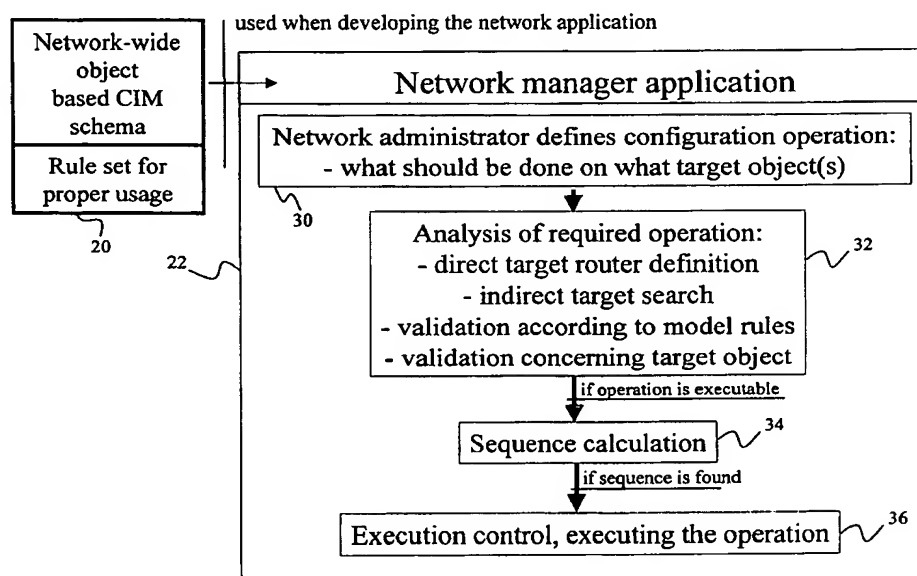 used when developing the network application
Network-wide
object
based CIM
schema
Rule set for
proper usage
20
22
Network manager application
Network administrator defines configuration operation:
- what should be done on what target object(s)
30
Analysis of required operation:
- direct target router definition
- indirect target search
- validation according to model rules
- validation concerning target object
32
if operation is executable
Sequence calculation
34
if sequence is found
Execution control, executing the operation
36